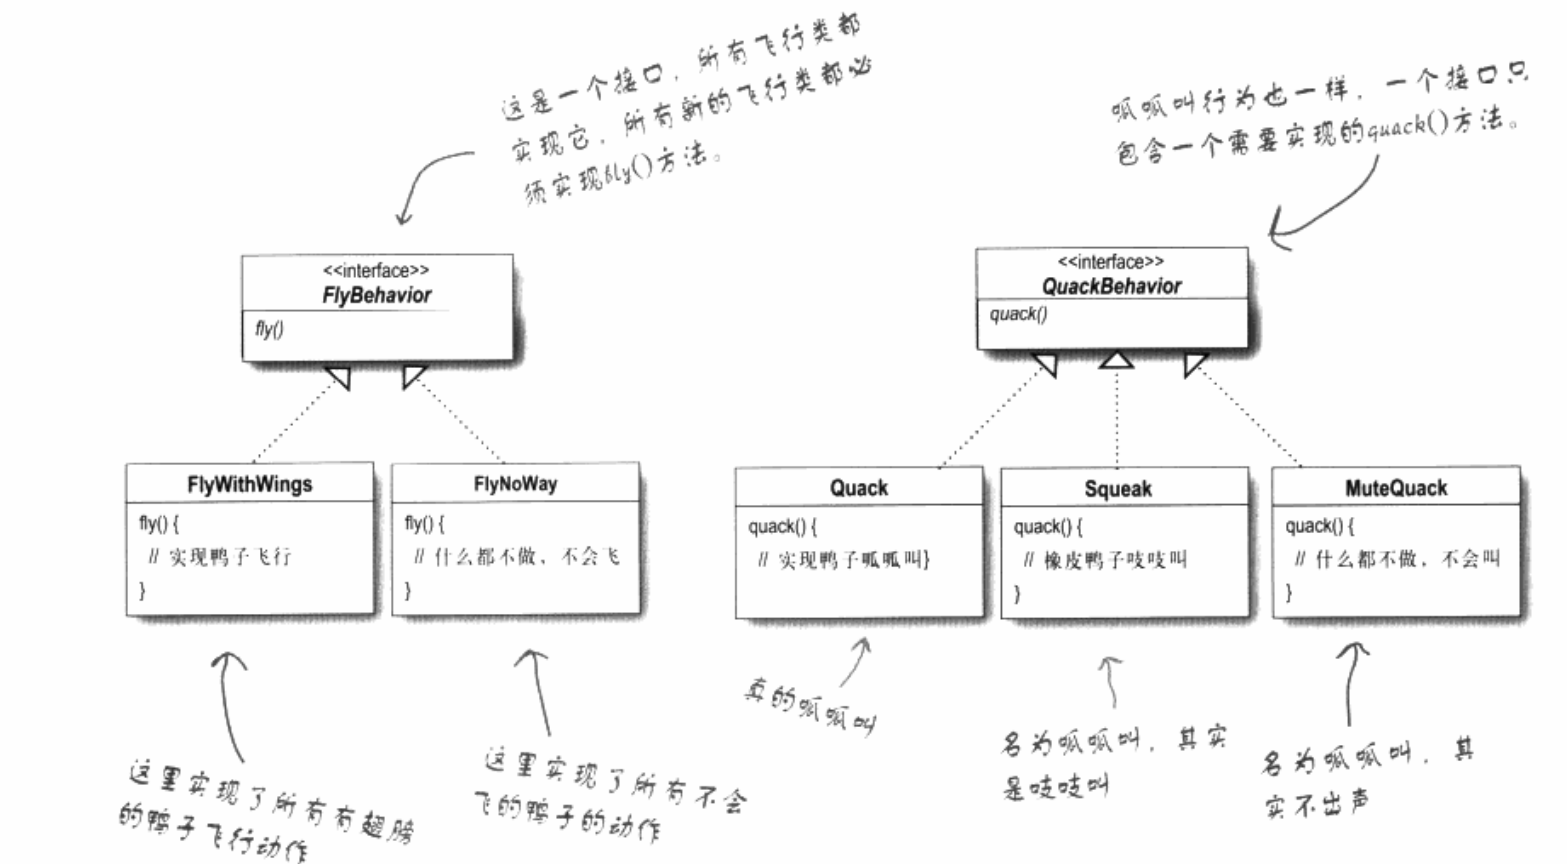 这是一个接口，所有飞行类都
实现它，所有新的飞行类都必
须实现fly()方法。
呱呱叫行为也一样，一个接口只
包含一个需要实现的quack()方法。
<<interface>>
FlyBehavior
fly()
<<interface>>
QuackBehavior
quack()
FlyWithWings
fly() {
// 实现鸭子飞行
}
FlyNoWay
fly() {
// 什么都不做，不会飞
}
Quack
quack() {
// 实现鸭子呱呱叫}
Squeak
quack() {
// 橡皮鸭子吱吱叫
}
MuteQuack
quack() {
// 什么都不做，不会叫
}
这里实现了所有有翅膀
的鸭子飞行动作
这里实现了所有不会
飞的鸭子的动作
真的呱呱叫
名为呱呱叫，其实
是吱吱叫
名为呱呱叫，其
实不出声